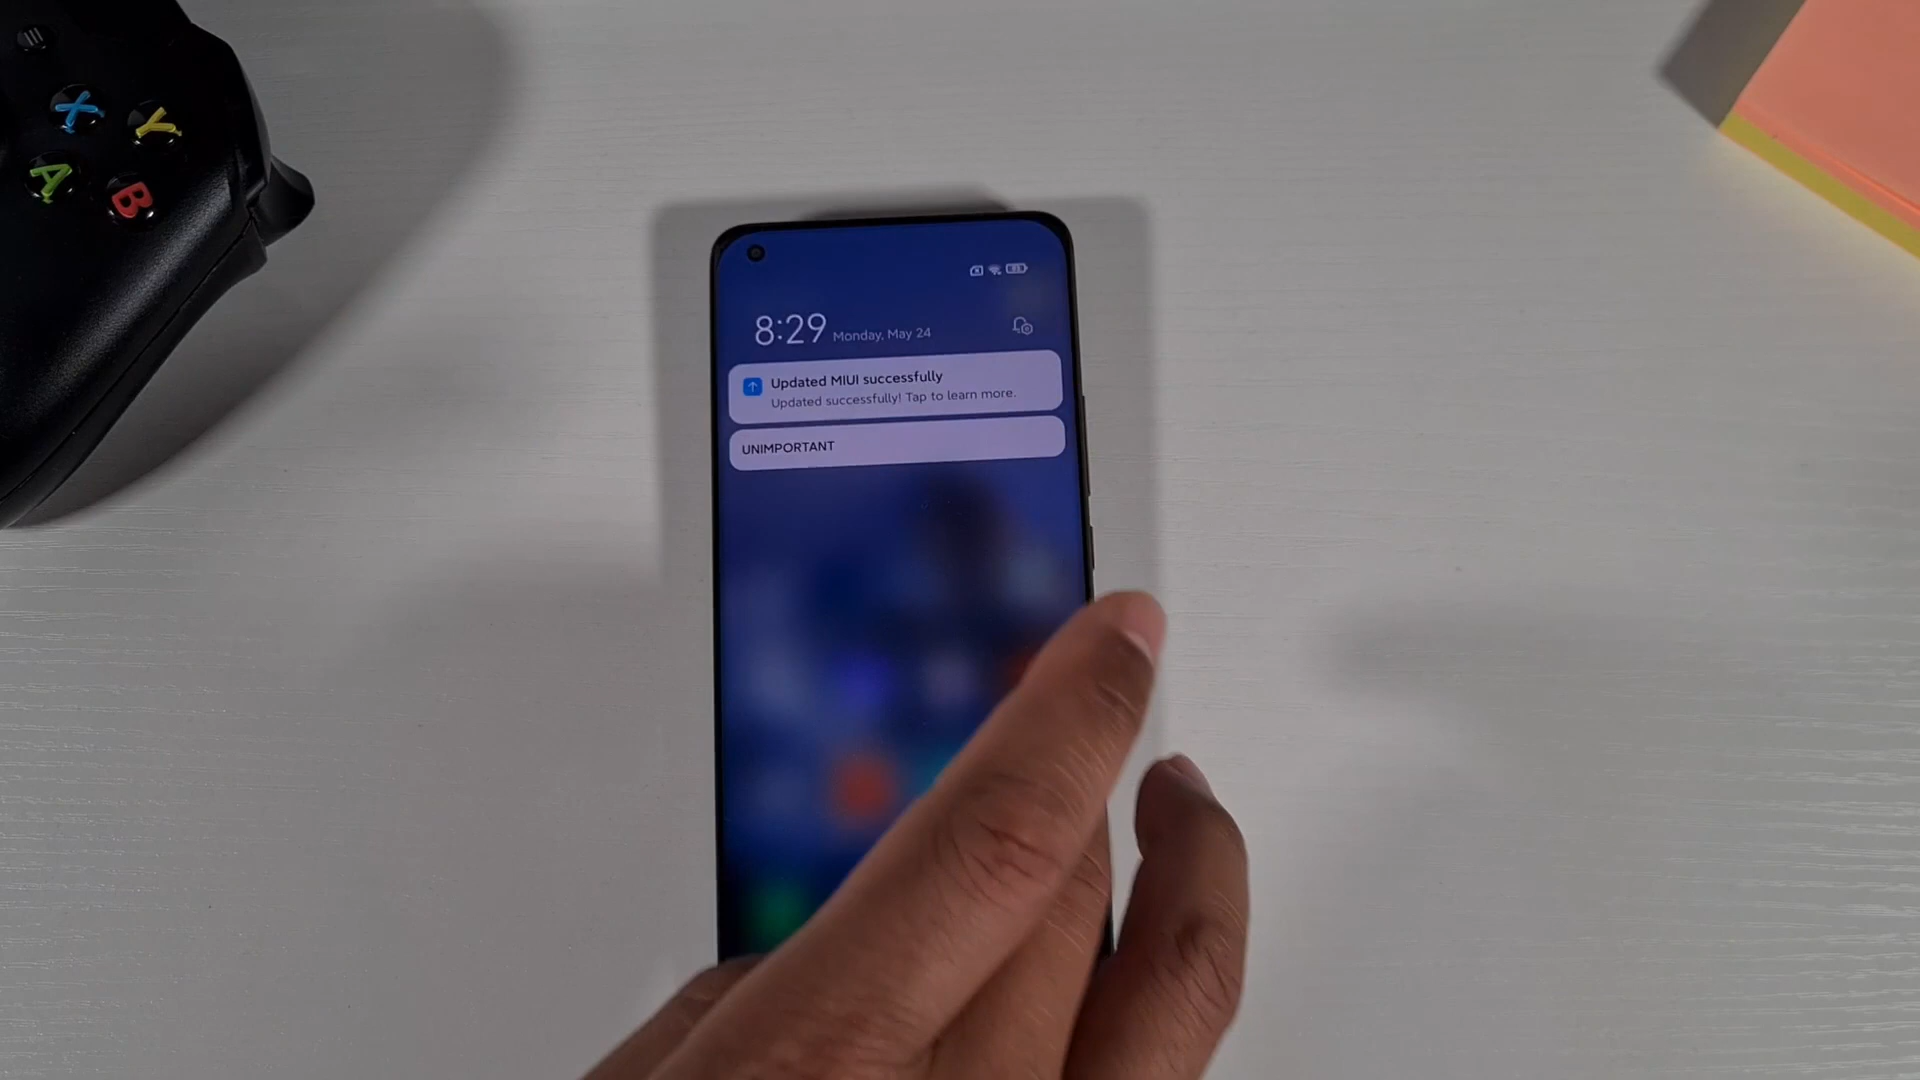 X
Y
A
B
8:29 Monday, May 24
Updated MIUI successfully
Updated successfully! Tap to learn more.
UNIMPORTANT